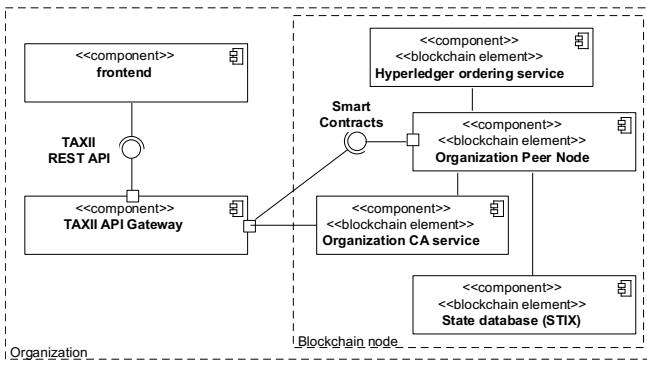 <<component>>
frontend
TAXII
REST API
<<component>>
TAXII API Gateway
Organization
<<component>>
<<blockchain element>>
Hyperledger ordering service
Smart
Contracts
<<component>>
<<blockchain element>>
Organization Peer Node
<<component>>
<<blockchain element>>
Organization CA service
<<component>>
<<blockchain element>>
State database (STIX)
Blockchain node